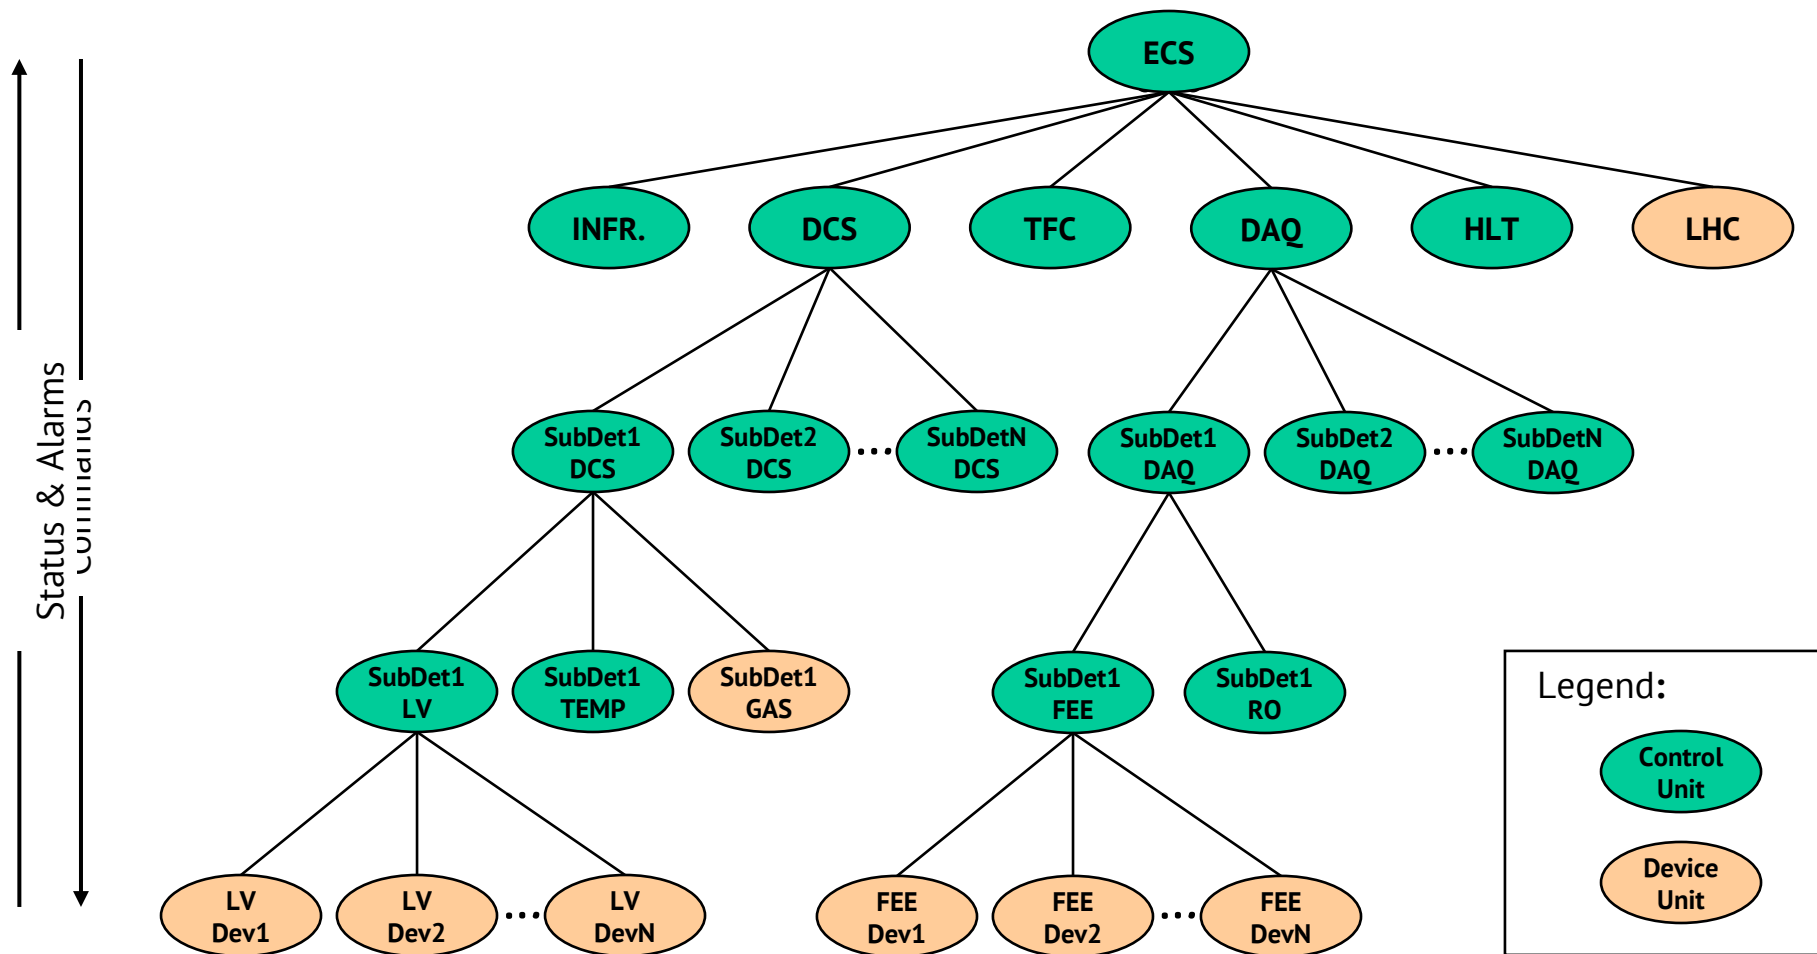 ECS
INFR.
DCS
TFC
DAQ
HLT
LHC
Status & Alarms
Commands
SubDet1
DCS
SubDet2
DCS
SubDetN
DCS
SubDet1
DAQ
SubDet2
DAQ
SubDetN
DAQ
SubDet1
LV
SubDet1
TEMP
SubDet1
GAS
SubDet1
FEE
SubDet1
RO
LV
Dev1
LV
Dev2
LV
DevN
FEE
Dev1
FEE
Dev2
FEE
DevN
Legend:
Control
Unit
Device
Unit